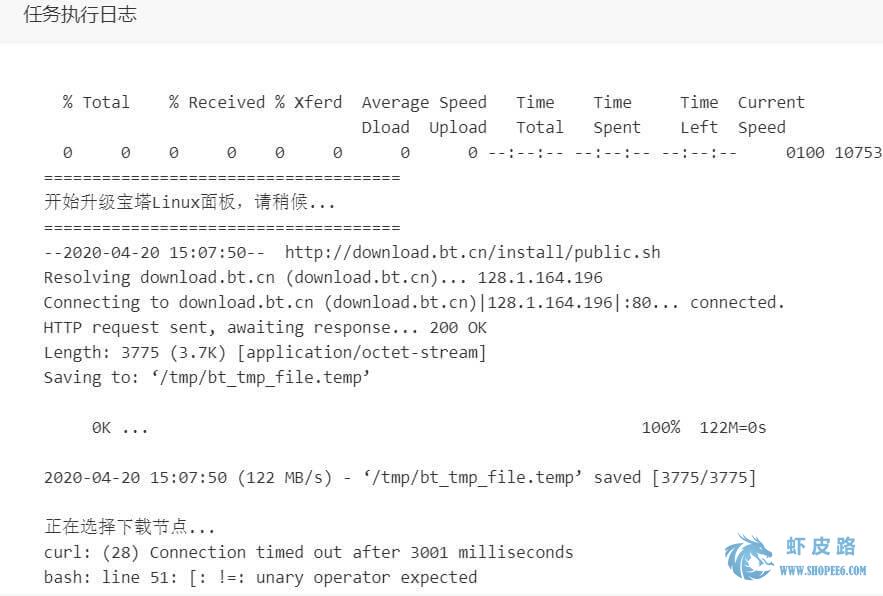 任务执行日志
% Total    % Received % Xferd  Average Speed   Time    Time     Time  Current
Dload  Upload   Total   Spent    Left  Speed
0     0    0     0    0     0      0      0 --:--:-- --:--:-- --:--:--     0100 10753
=====================================
开始升级宝塔Linux面板，请稍候...
=====================================
--2020-04-20 15:07:50--  http://download.bt.cn/install/public.sh
Resolving download.bt.cn (download.bt.cn)... 128.1.164.196
Connecting to download.bt.cn (download.bt.cn)|128.1.164.196|:80... connected.
HTTP request sent, awaiting response... 200 OK
Length: 3775 (3.7K) [application/octet-stream]
Saving to: ‘/tmp/bt_tmp_file.temp’
0K ...                                                   100%  122M=0s
2020-04-20 15:07:50 (122 MB/s) - ‘/tmp/bt_tmp_file.temp’ saved [3775/3775]
正在选择下载节点...
curl: (28) Connection timed out after 3001 milliseconds
bash: line 51: [: !=: unary operator expected
虾皮路
WWW.SHOPEE6.COM